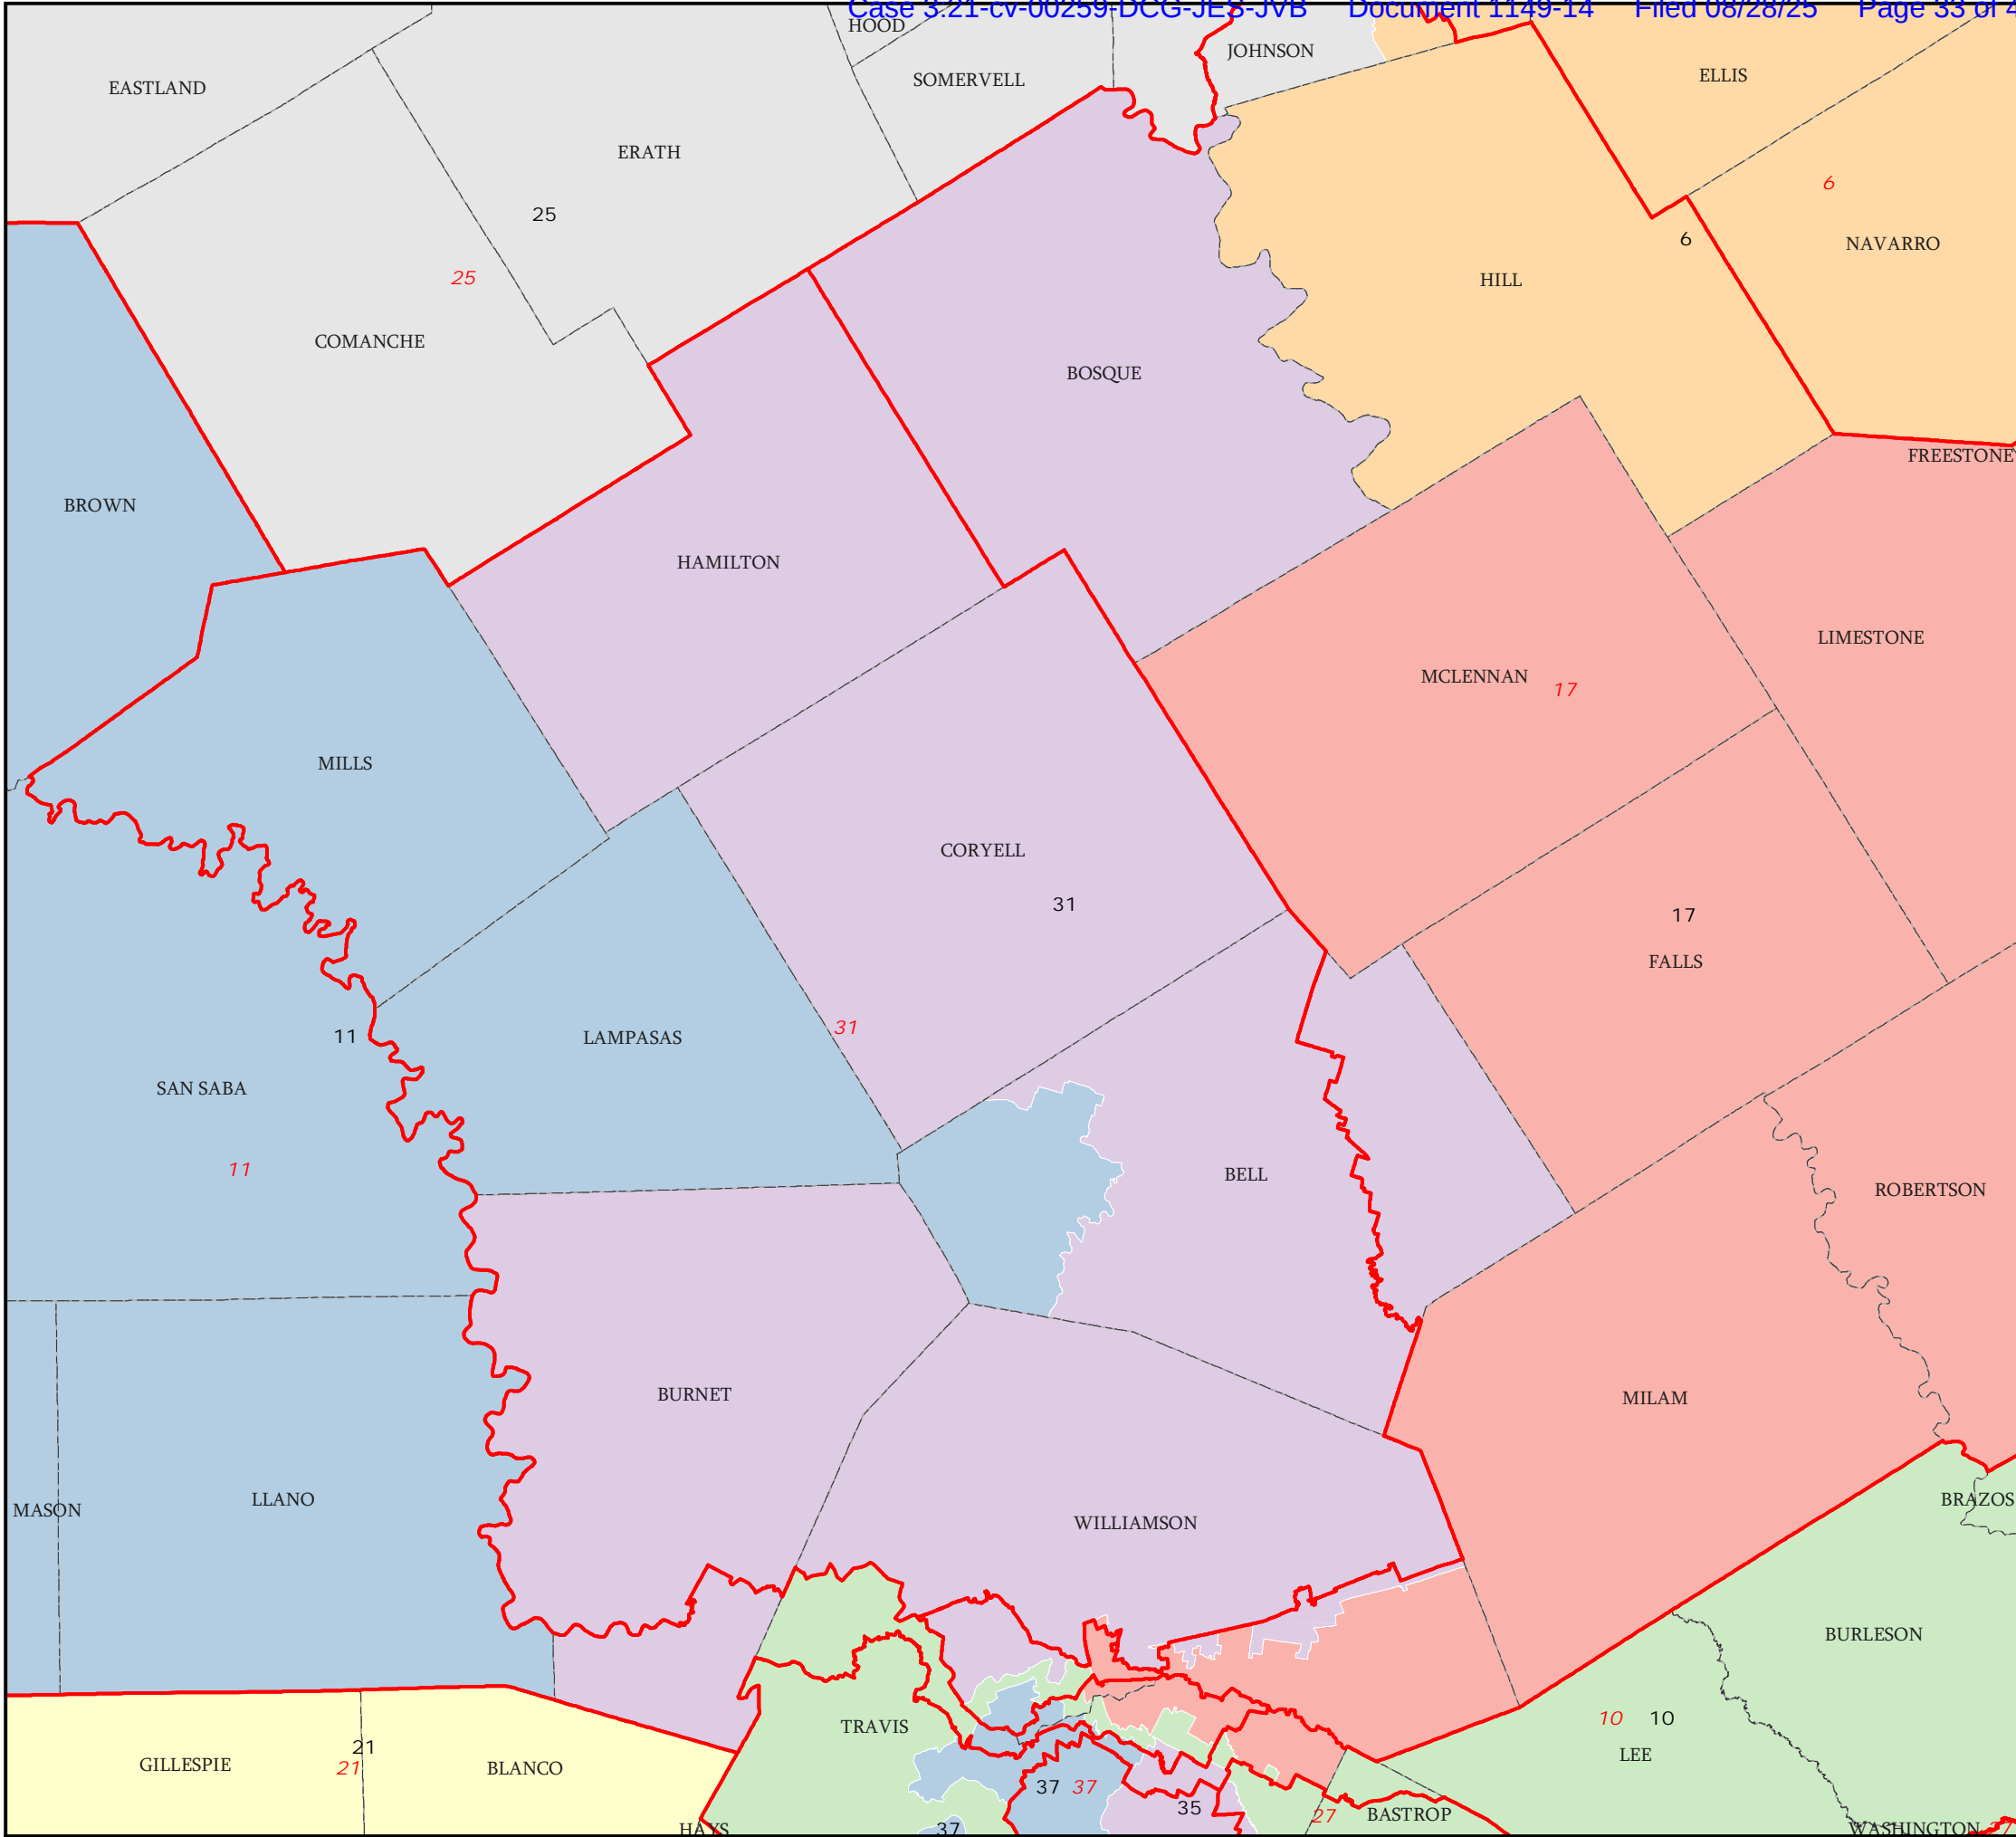 Case 3:21-cv-00259-DCG-JES-JVB Document 1149-14 Filed 08/28/25 Page 33 of 4
HOOD
JOHNSON
EASTLAND
SOMERVELL
ELLIS
ERATH
6
25
6
NAVARRO
25
HILL
COMANCHE
BOSQUE
FREESTONE
BROWN
HAMILTON
LIMESTONE
MCLENNAN
17
MILLS
CORYELL
31
17
FALLS
31
11
LAMPASAS
SAN SABA
11
BELL
ROBERTSON
BURNET
MILAM
LLANO
BRAZOS
MASON
WILLIAMSON
BURLESON
10 10
TRAVIS
21
LEE
GILLESPIE
21
BLANCO
37 37
35
27
BASTROP
HAYS
37
WASHINGTON